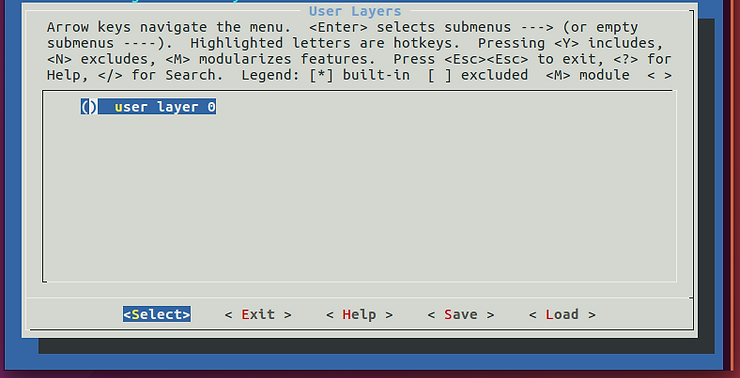 User Layers
Arrow keys navigate the menu. <Enter> selects submenus ---> (or empty
submenus ----). Highlighted letters are hotkeys. Pressing <Y> includes,
<N> excludes, <M> modularizes features. Press <Esc><Esc> to exit, <?> for
Help, </> for Search. Legend: [*] built-in [ ] excluded <M> module < >
() user layer 0
<Select> < Exit > < Help > < Save > < Load >